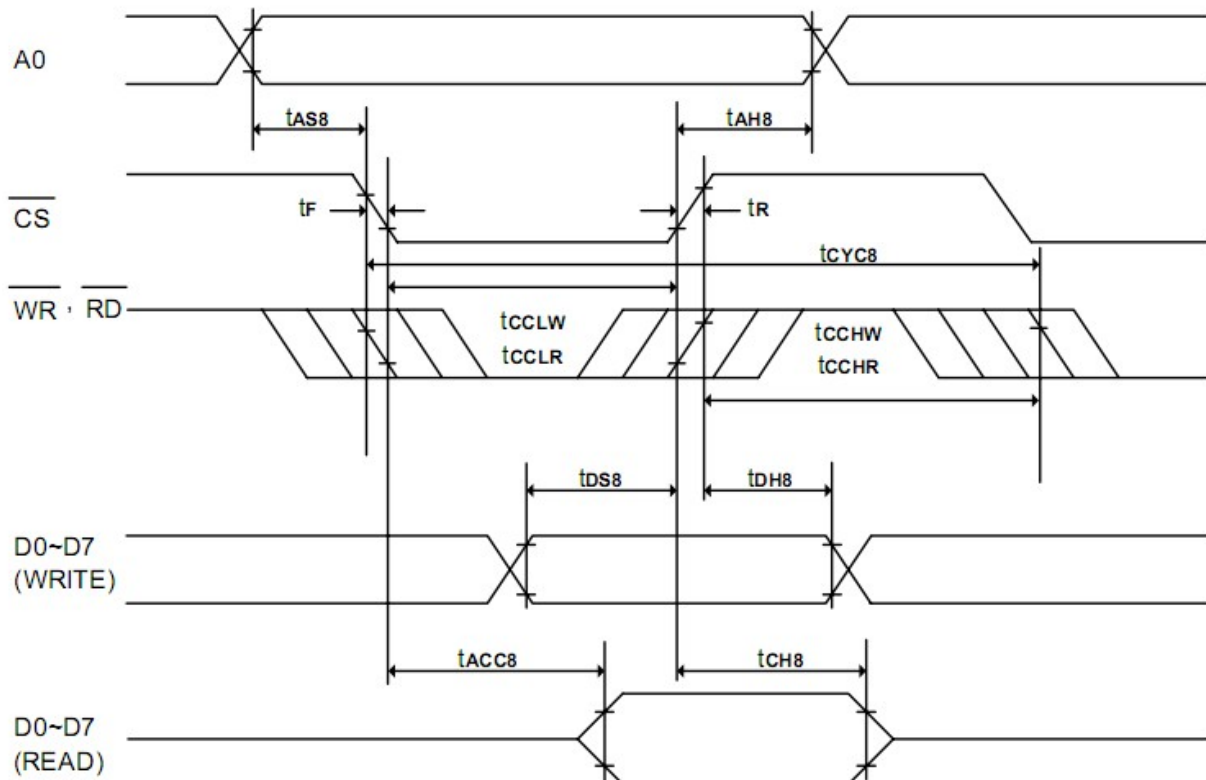 A0
tAS8
tAH8
CS
tF
tR
tCYC8
WR , RD
tCCLW
tCCLR
tCCHW
tCCHR
tDS8
tDH8
D0~D7
(WRITE)
tACC8
tCH8
D0~D7
(READ)